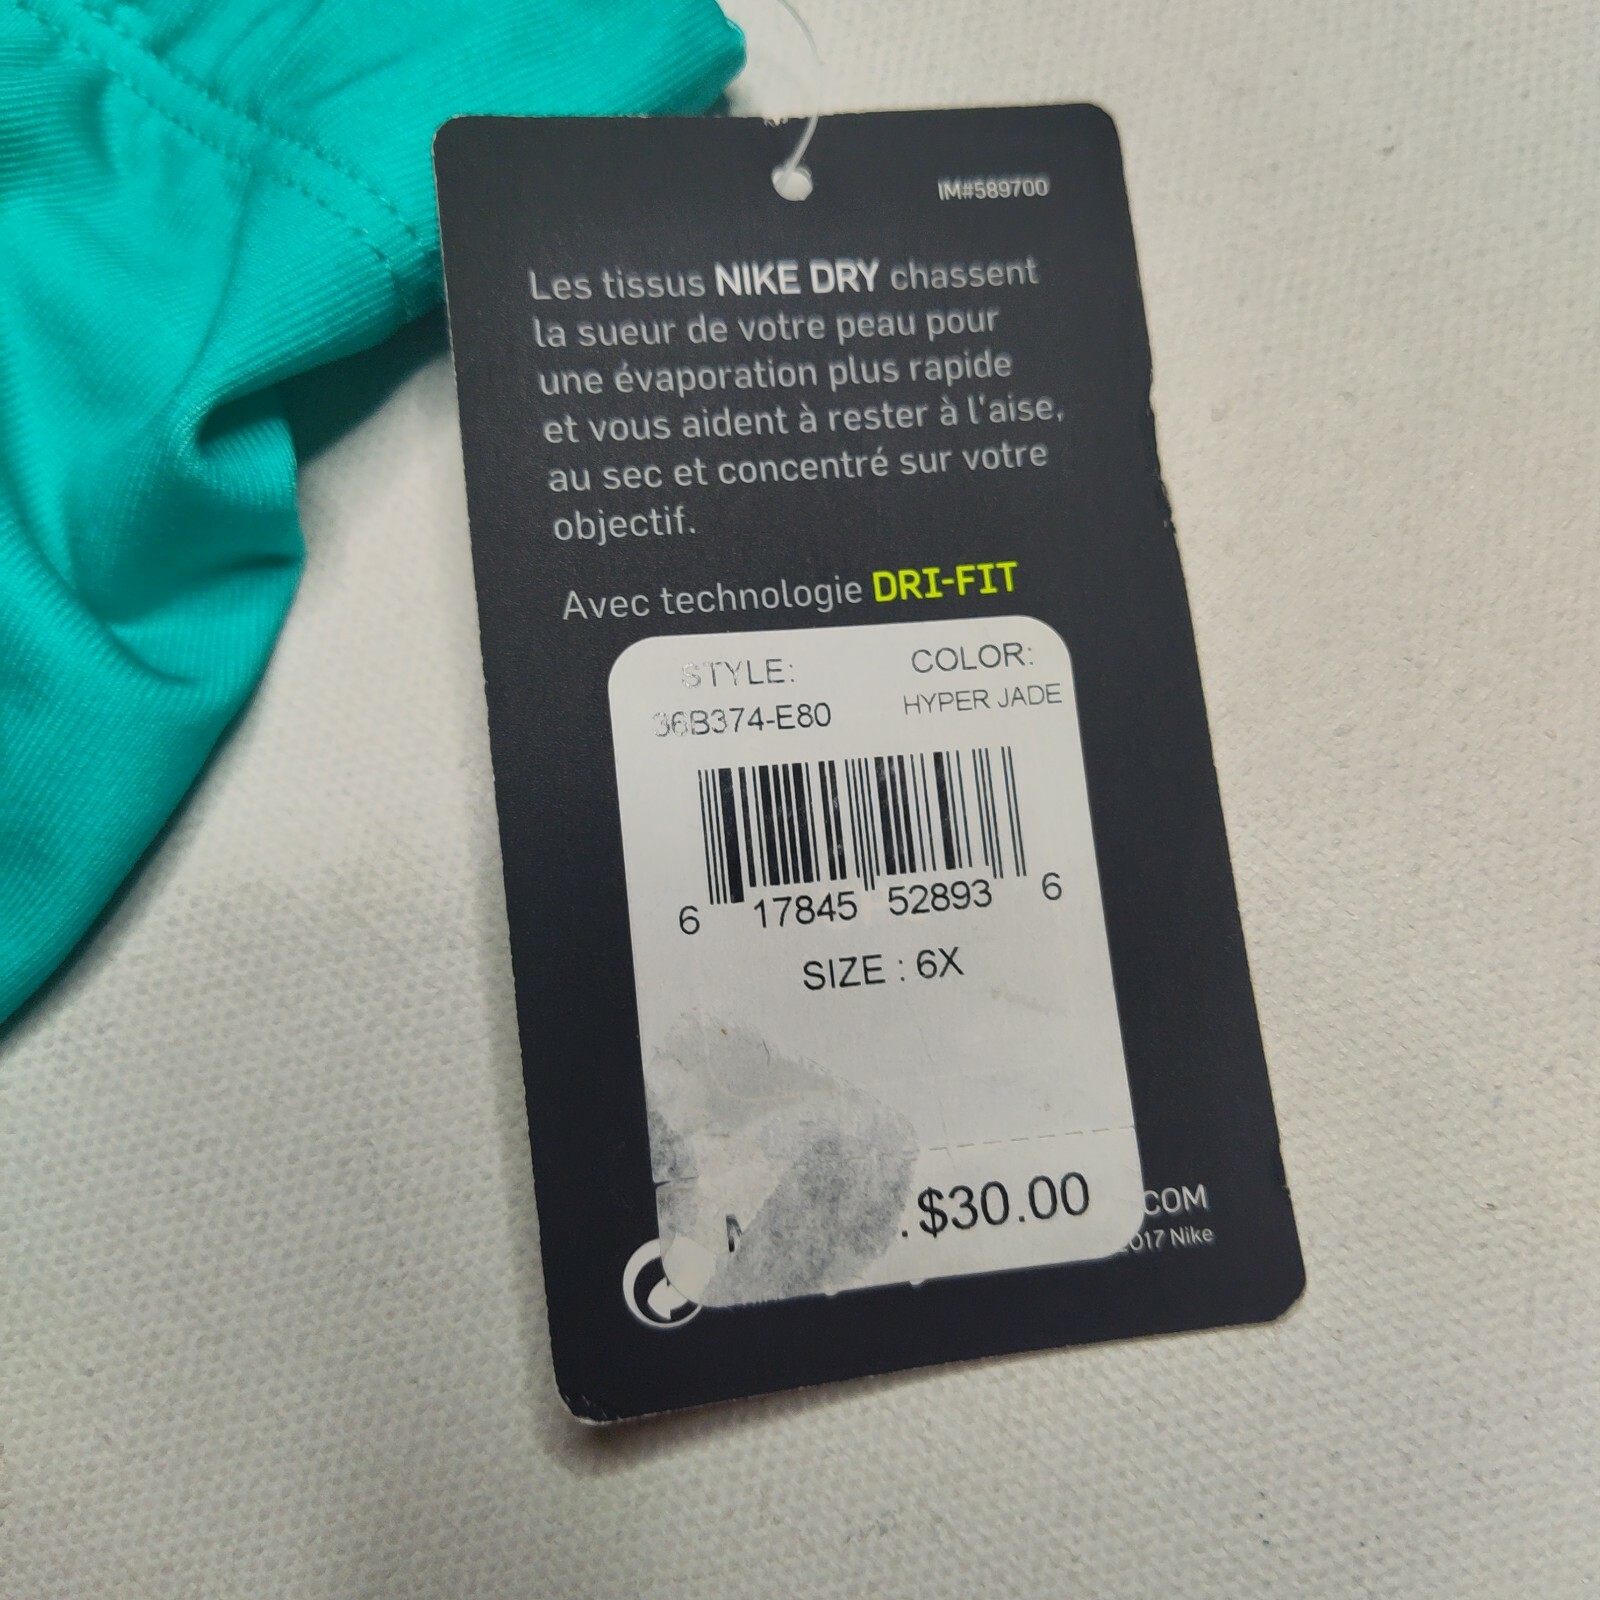 IM#589700
Les tissus NIKE DRY chassent
la sueur de votre peau pour
une évaporation plus rapide
et vous aident à rester à l'aise,
au sec et concentré sur votre
objectif.
Avec technologie DRI-FIT
STYLE: COLOR:
36B374-E80 HYPER JADE
6 17845 52893 6
SIZE : 6X
$30.00
.COM
2017 Nike